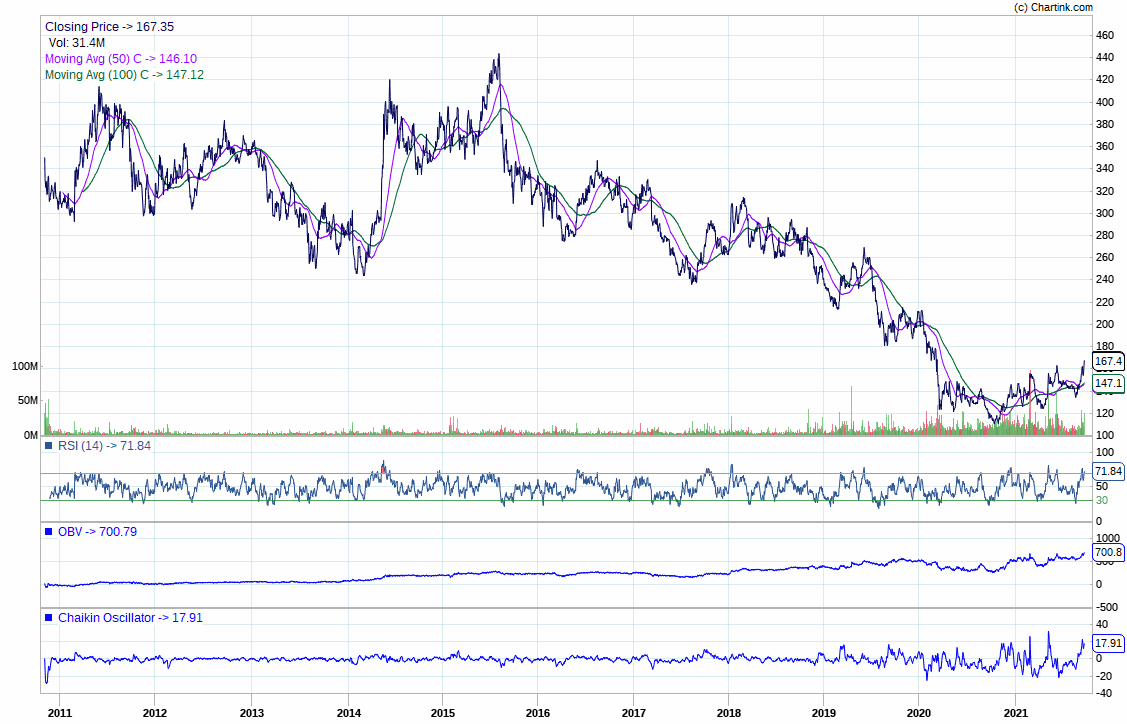 (c) Chartink.com
Closing Price -> 167.35
Vol: 31.4M
Moving Avg (50) C -> 146.10
Moving Avg (100) C -> 147.12
460
440
420
400
380
360
340
320
300
280
260
240
220
200
180
167.4
147.1
120
100
100M
50M
0M
RSI (14) -> 71.84
100
71.84
50
30
0
OBV -> 700.79
1000
700.8
500
0
-500
Chaikin Oscillator -> 17.91
40
17.91
0
-20
-40
2011 2012 2013 2014 2015 2016 2017 2018 2019 2020 2021